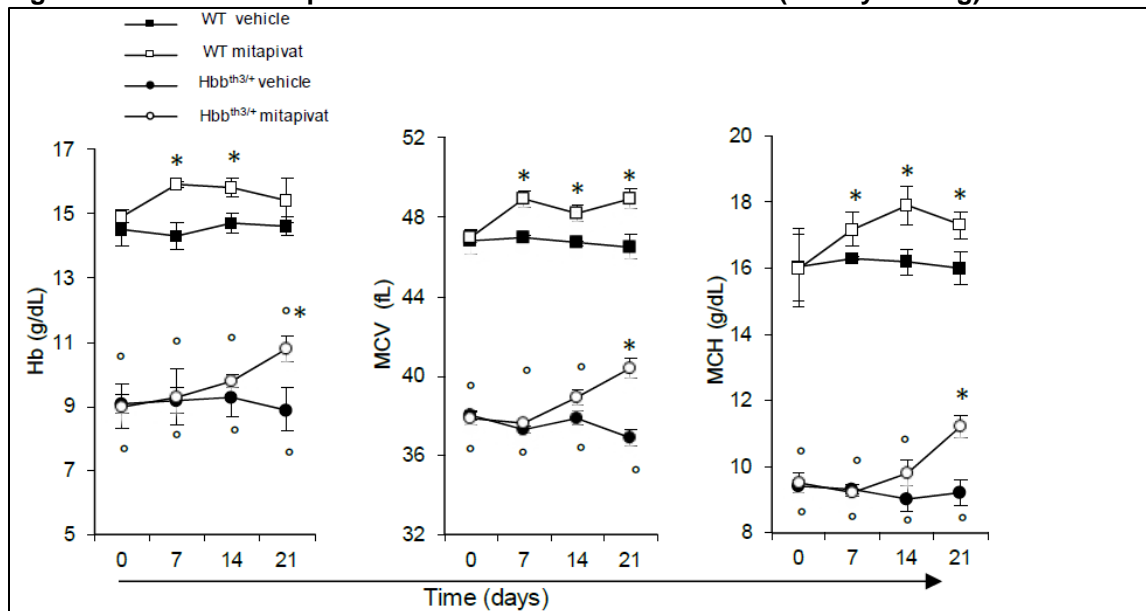 WT vehicle
WT mitapivat
Hbbth3/+ vehicle
Hbbth3/+ mitapivat
Hb (g/dL)
17
15
13
11
9
7
5
* *
*
0 7 14 21
MCV (fL)
52
48
44
40
36
32
* * *
*
0 7 14 21
MCH (g/dL)
20
18
16
14
12
10
8
* * *
*
0 7 14 21
Time (days)